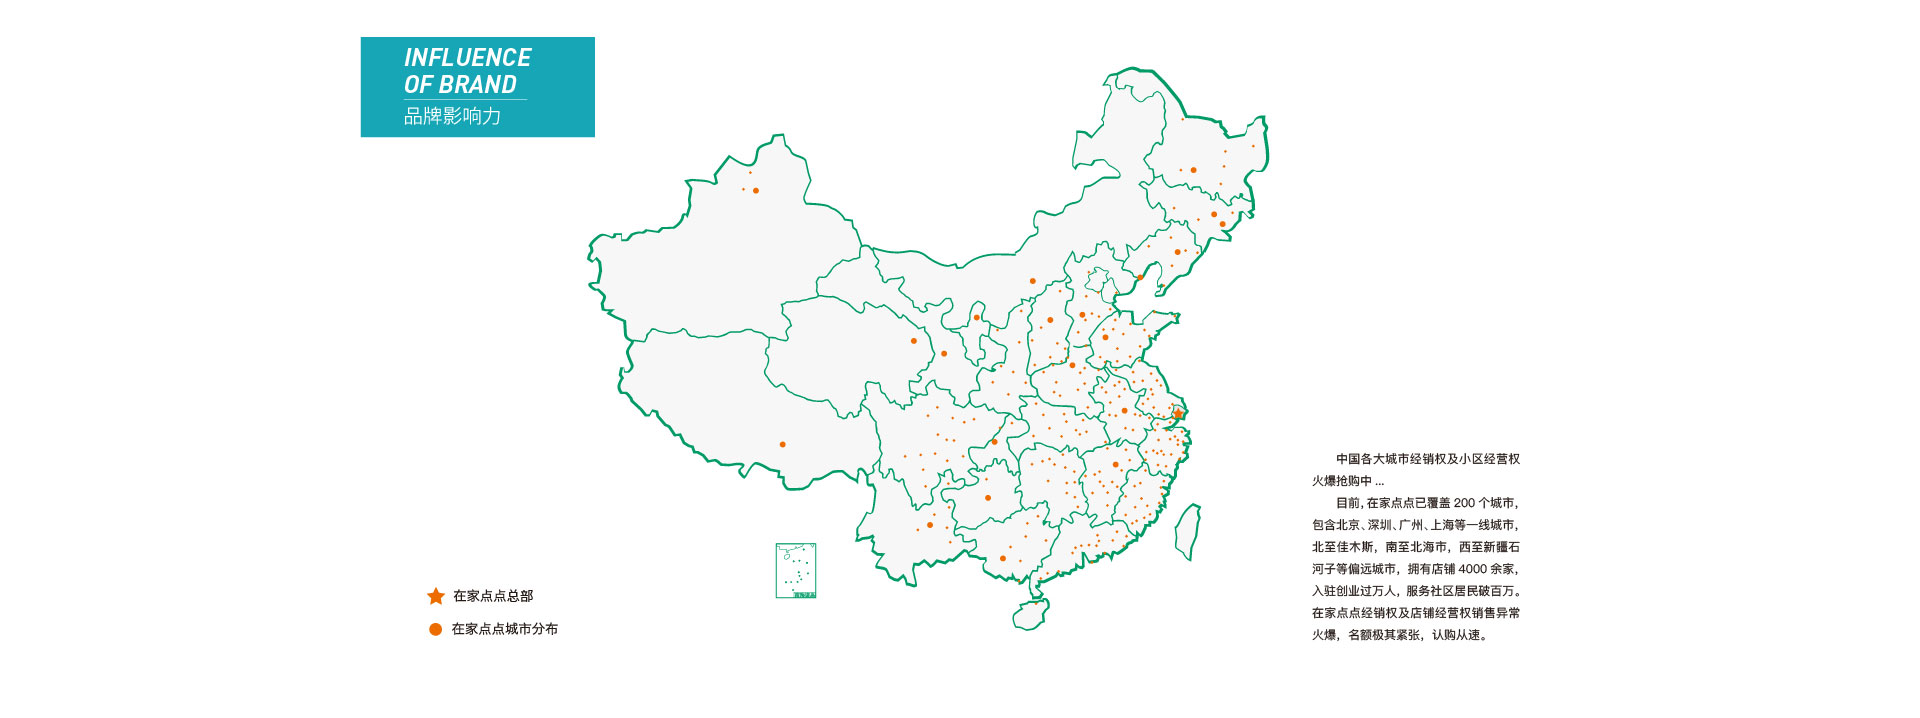 INFLUENCE
OF BRAND
品牌影响力
中国各大城市经销权及小区经营权
火爆抢购中 ...
目前, 在家点点已覆盖 200 个城市,
包含北京、深圳、广州、上海等一线城市,
北至佳木斯, 南至北海市, 西至新疆石
河子等偏远城市, 拥有店铺 4000 余家,
入驻创业过万人, 服务社区居民破百万。
在家点点经销权及店铺经营权销售异常
火爆, 名额极其紧张, 认购从速。
在家点点总部
在家点点城市分布